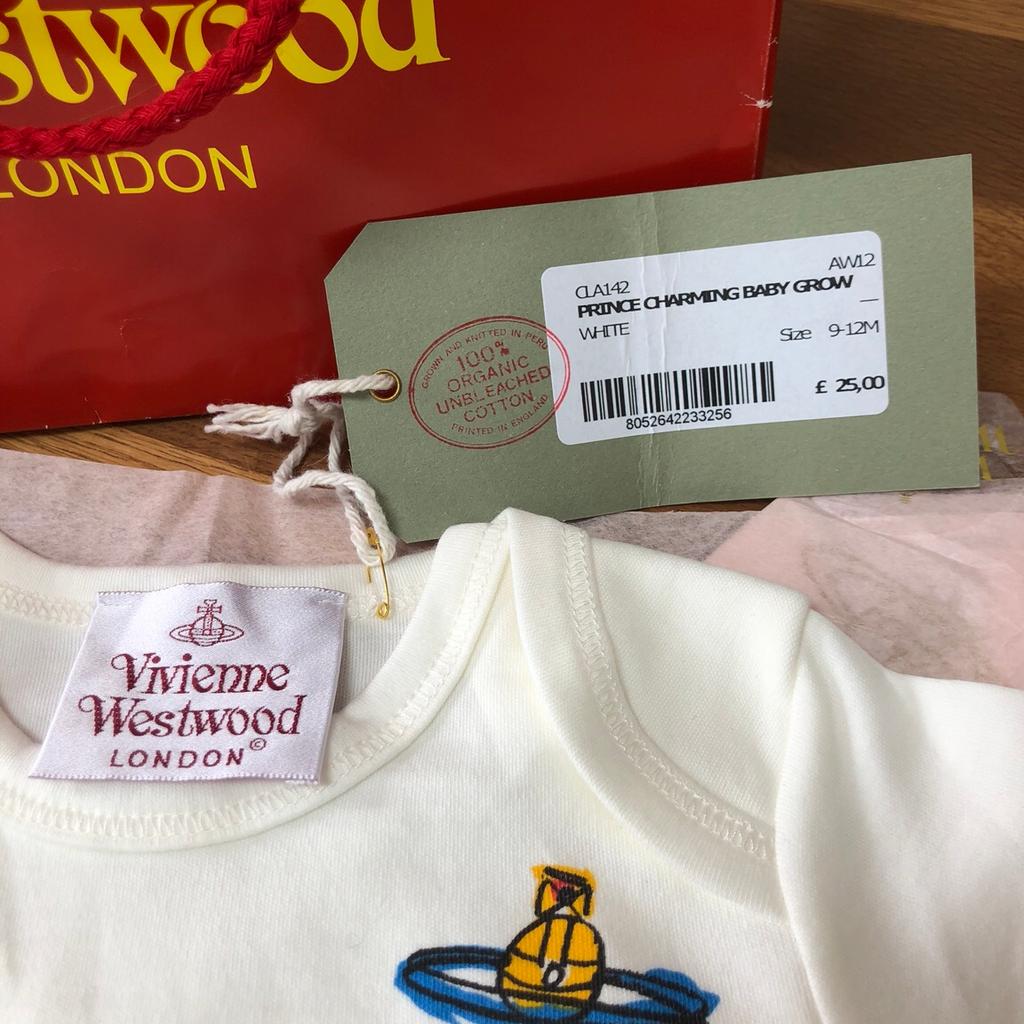 stwood
LONDON
CLA142
AW12
PRINCE CHARMING BABY GROW
—
WHITE
Size 9-12M
£ 25,00
8052642233256
GROWN AND KNITTED IN PERU
100%
ORGANIC
UNBLEACHED
COTTON
PRINTED IN ENGLAND
Vivienne
Westwood
LONDON©